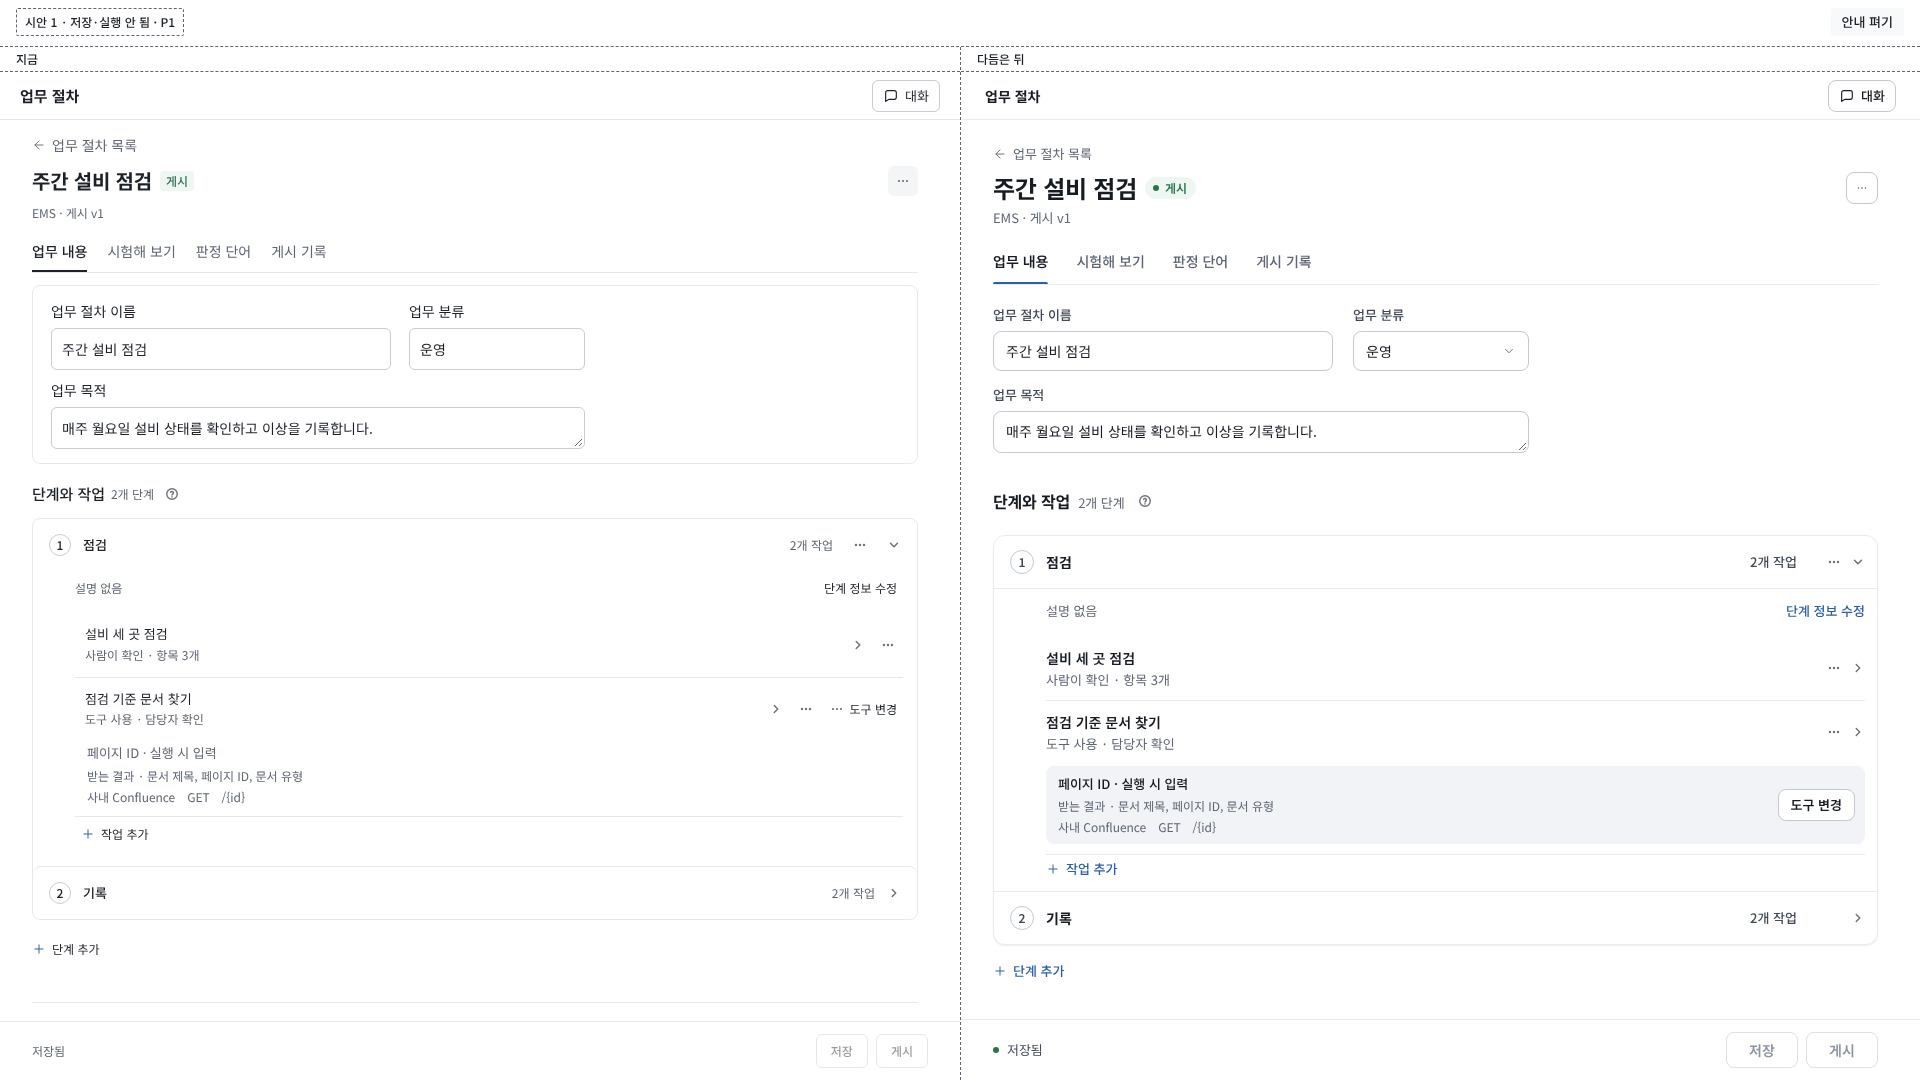 시안 1 · 저장·실행 안 됨 · P1
안내 펴기
지금
업무 절차
대화
업무 절차 목록
주간 설비 점검 게시
EMS · 게시 v1
업무 내용 시험해 보기 판정 단어 게시 기록
업무 절차 이름 업무 분류
주간 설비 점검 운영
업무 목적
매주 월요일 설비 상태를 확인하고 이상을 기록합니다.
단계와 작업 2개 단계
1 점검 2개 작업
설명 없음 단계 정보 수정
설비 세 곳 점검
사람이 확인 · 항목 3개
점검 기준 문서 찾기
도구 사용 · 담당자 확인
··· 도구 변경
페이지 ID · 실행 시 입력
받는 결과 · 문서 제목, 페이지 ID, 문서 유형
사내 Confluence GET /{id}
작업 추가
2 기록 2개 작업
단계 추가
저장됨 저장 게시
다듬은 뒤
업무 절차
대화
업무 절차 목록
주간 설비 점검 게시
EMS · 게시 v1
업무 내용 시험해 보기 판정 단어 게시 기록
업무 절차 이름 업무 분류
주간 설비 점검 운영
업무 목적
매주 월요일 설비 상태를 확인하고 이상을 기록합니다.
단계와 작업 2개 단계
1 점검 2개 작업
설명 없음 단계 정보 수정
설비 세 곳 점검
사람이 확인 · 항목 3개
점검 기준 문서 찾기
도구 사용 · 담당자 확인
페이지 ID · 실행 시 입력
받는 결과 · 문서 제목, 페이지 ID, 문서 유형
사내 Confluence GET /{id}
도구 변경
작업 추가
2 기록 2개 작업
단계 추가
저장됨 저장 게시